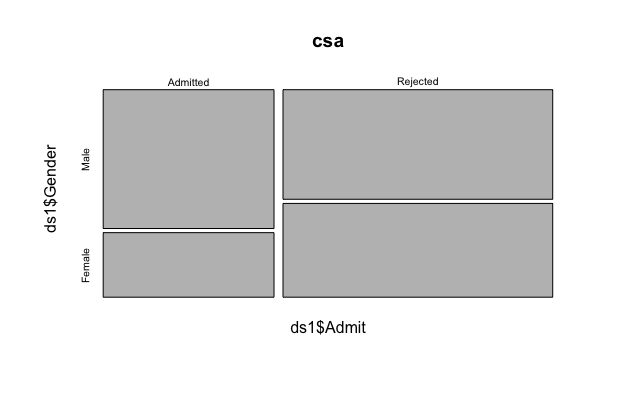 csa
Admitted
Rejected
ds1$Gender
Male
Female
ds1$Admit